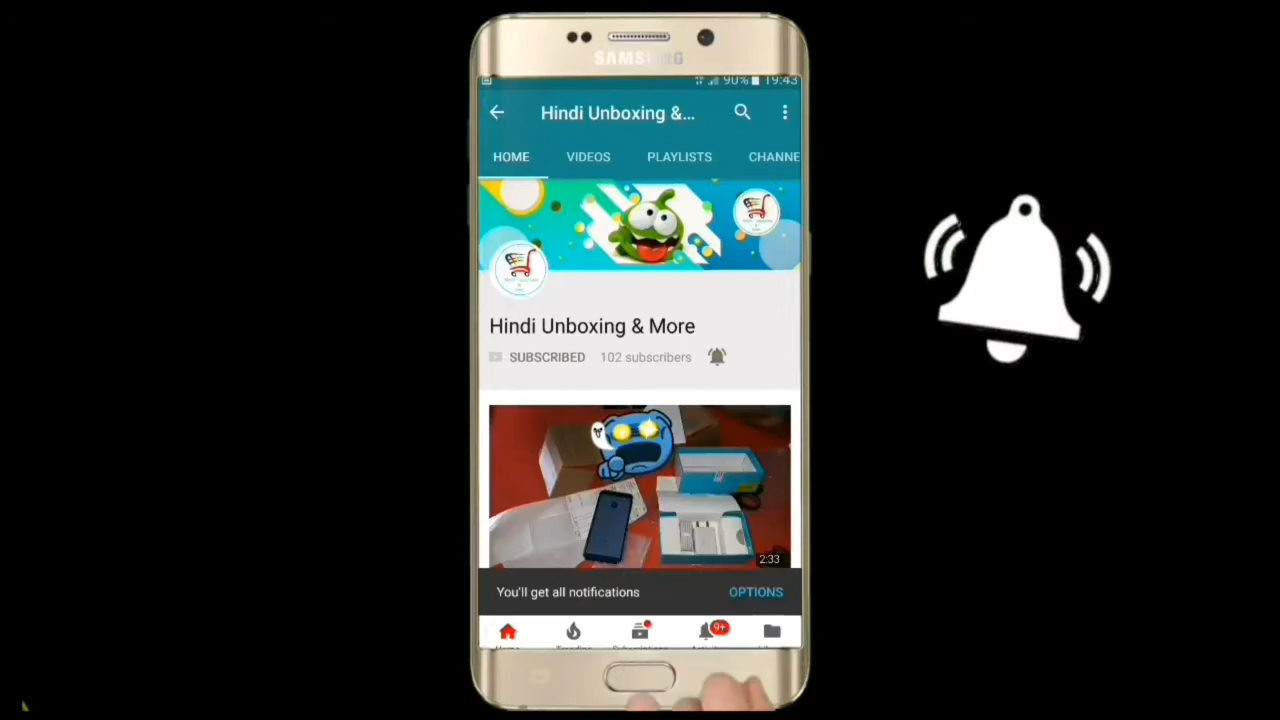 SAMSUNG
90% 19:43
Hindi Unboxing &...
HOME VIDEOS PLAYLISTS CHANNE
Hindi Unboxing & More
SUBSCRIBED 102 subscribers
2:33
You'll get all notifications OPTIONS
9+